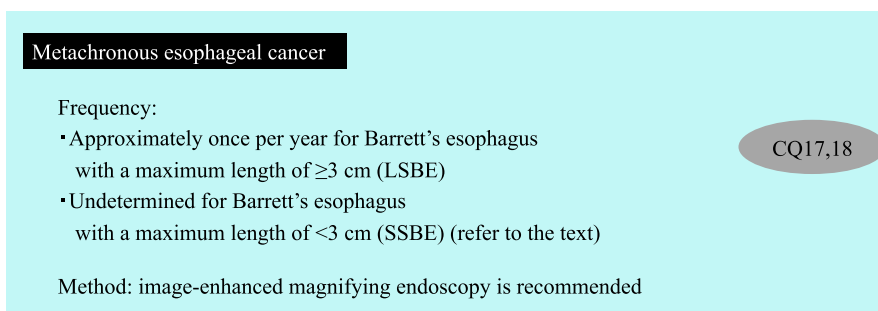 Metachronous esophageal cancer
Frequency:
・Approximately once per year for Barrett’s esophagus
with a maximum length of ≥3 cm (LSBE)
CQ17,18
・Undetermined for Barrett’s esophagus
with a maximum length of <3 cm (SSBE) (refer to the text)
Method: image-enhanced magnifying endoscopy is recommended